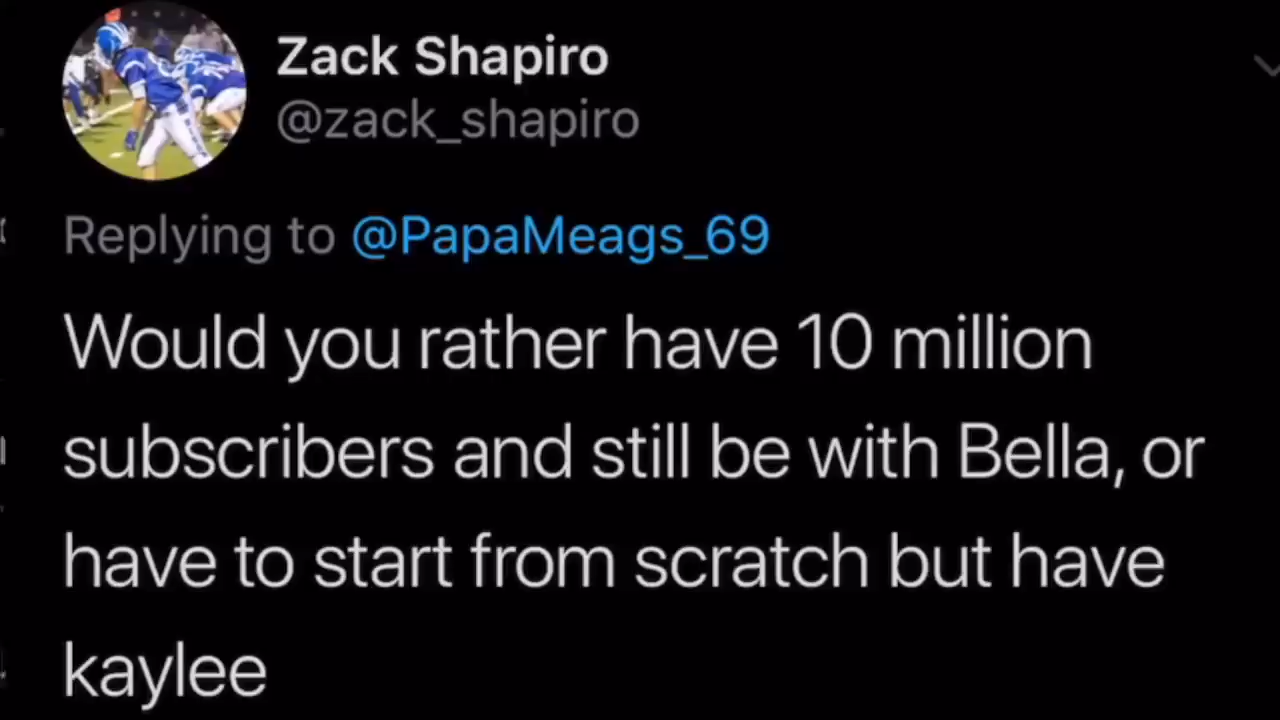 Zack Shapiro
@zack_shapiro
Replying to @PapaMeags_69
Would you rather have 10 million
subscribers and still be with Bella, or
have to start from scratch but have
kaylee